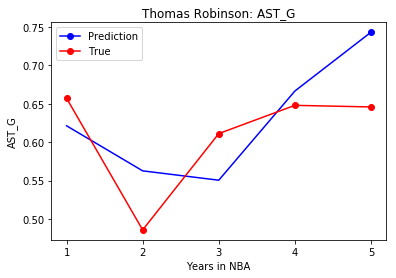 Thomas Robinson: AST_G
Prediction
True
AST_G
0.75
0.70
0.65
0.60
0.55
0.50
1 2 3 4 5
Years in NBA